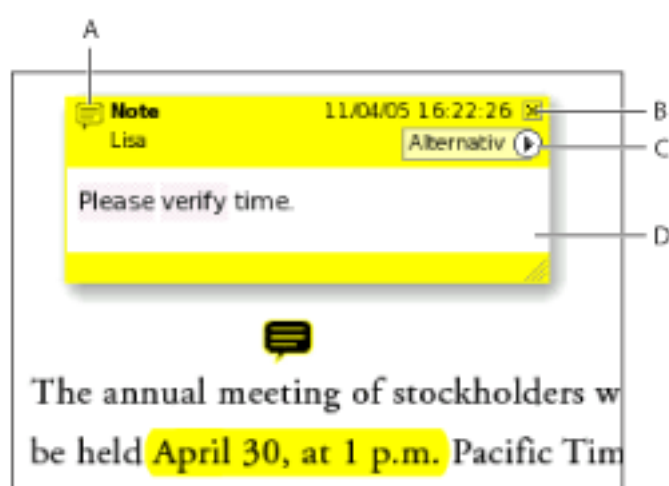 A
Note 11/04/05 16:22:26 B
Lisa Alternativ C
Please verify time.
D
The annual meeting of stockholders w
be held April 30, at 1 p.m. Pacific Tim